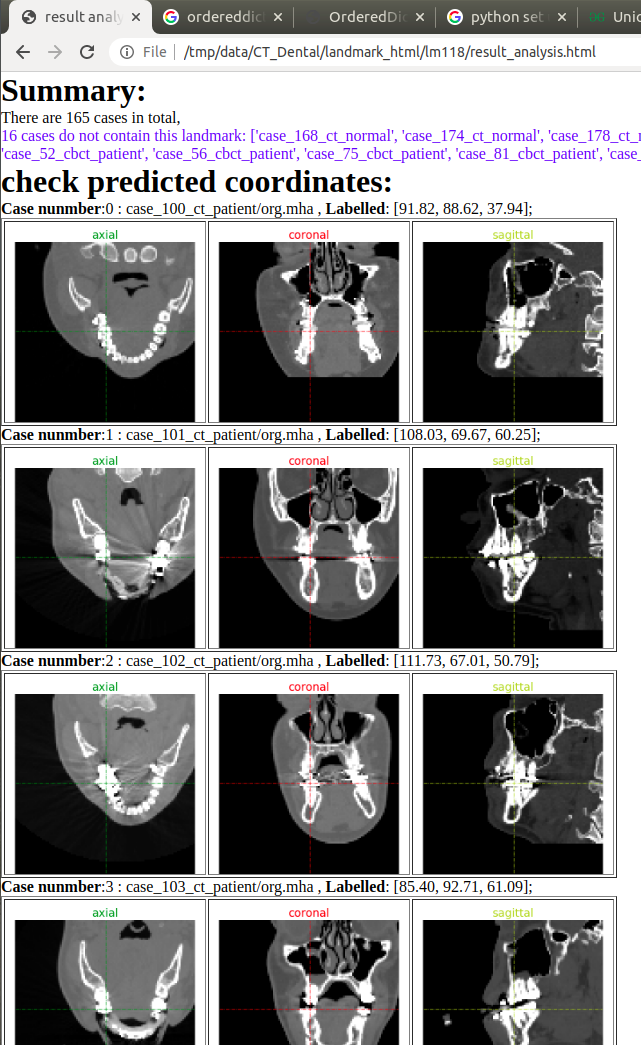 result anal
ordereddic
OrderedDi
python set
Unic
File | /tmp/data/CT_Dental/landmark_html/lm118/result_analysis.html
Summary:
There are 165 cases in total,
16 cases do not contain this landmark: ['case_168_ct_normal', 'case_174_ct_normal', 'case_178_ct_n
'case_52_cbct_patient', 'case_56_cbct_patient', 'case_75_cbct_patient', 'case_81_cbct_patient', 'case_
check predicted coordinates:
Case nunmber:0 : case_100_ct_patient/org.mha , Labelled: [91.82, 88.62, 37.94];
axial coronal sagittal
Case nunmber:1 : case_101_ct_patient/org.mha , Labelled: [108.03, 69.67, 60.25];
axial coronal sagittal
Case nunmber:2 : case_102_ct_patient/org.mha , Labelled: [111.73, 67.01, 50.79];
axial coronal sagittal
Case nunmber:3 : case_103_ct_patient/org.mha , Labelled: [85.40, 92.71, 61.09];
axial coronal sagittal